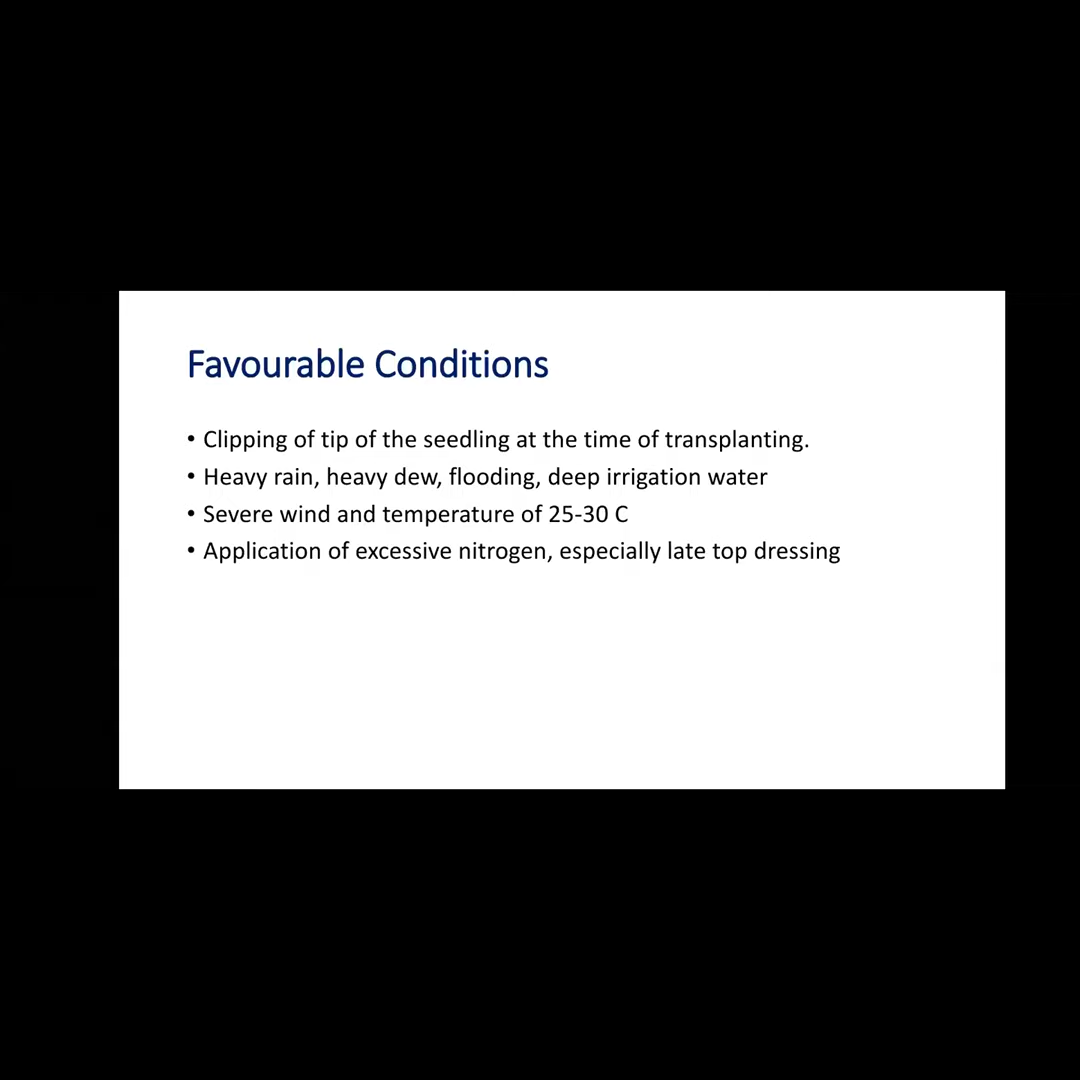 Favourable Conditions
• Clipping of tip of the seedling at the time of transplanting.
• Heavy rain, heavy dew, flooding, deep irrigation water
• Severe wind and temperature of 25-30 C
• Application of excessive nitrogen, especially late top dressing